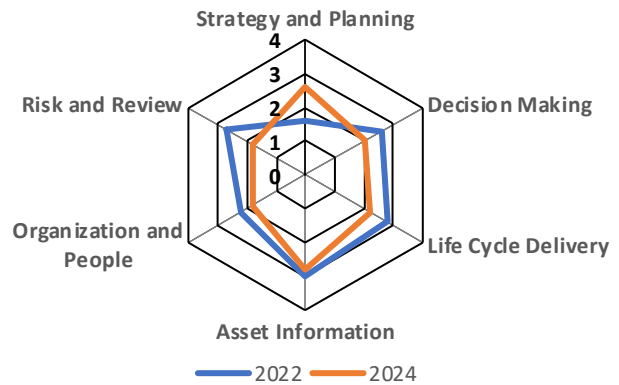 Strategy and Planning
4
3
2
1
0
Risk and Review
Decision Making
Organization and
People
Life Cycle Delivery
Asset Information
2022 2024